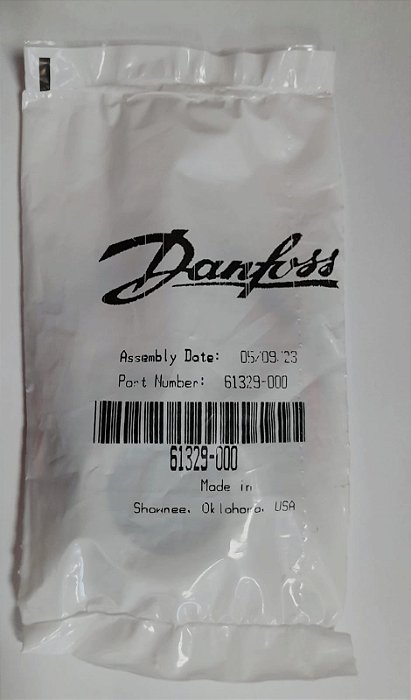 Danfoss
Assembly Date: 05/09/23
Part Number: 61329-000
61329-000
Made in
Shawnee, Oklahoma, USA